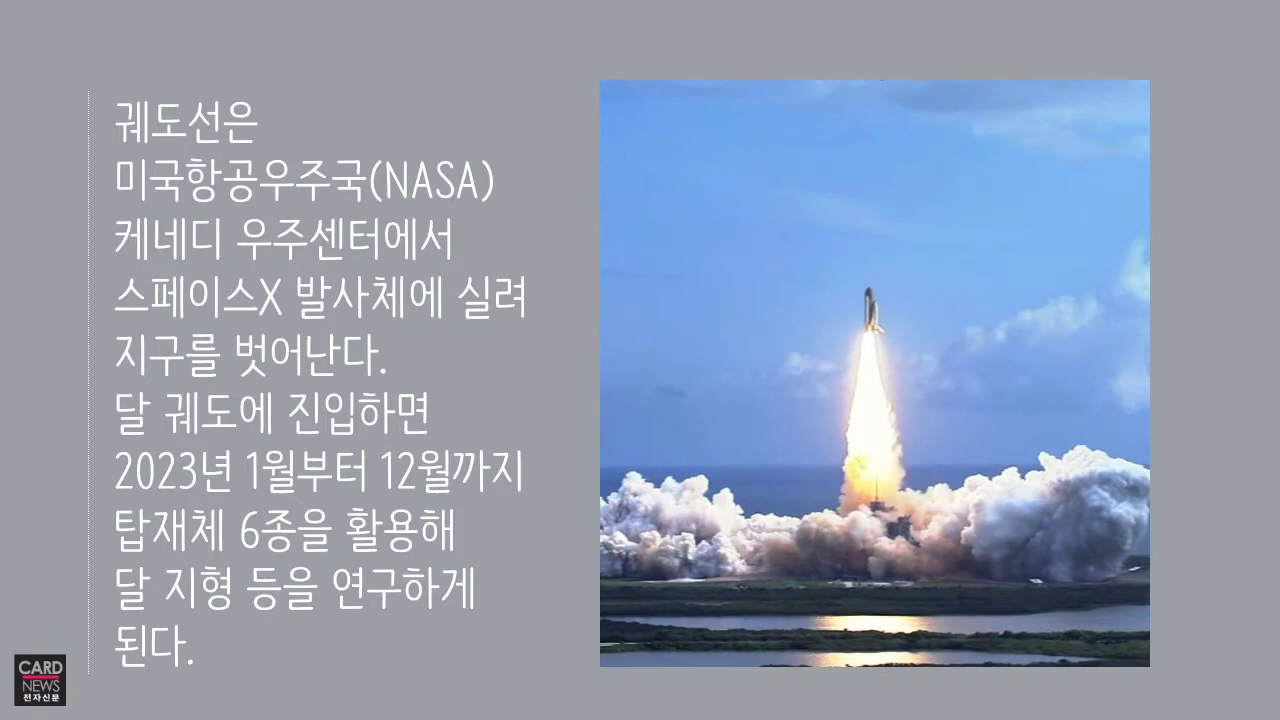 궤도선은
미국항공우주국(NASA)
케네디 우주센터에서
스페이스X 발사체에 실려
지구를 벗어난다.
달 궤도에 진입하면
2023년 1월부터 12월까지
탑재체 6종을 활용해
달 지형 등을 연구하게
된다.
CARD
NEWS
전자신문